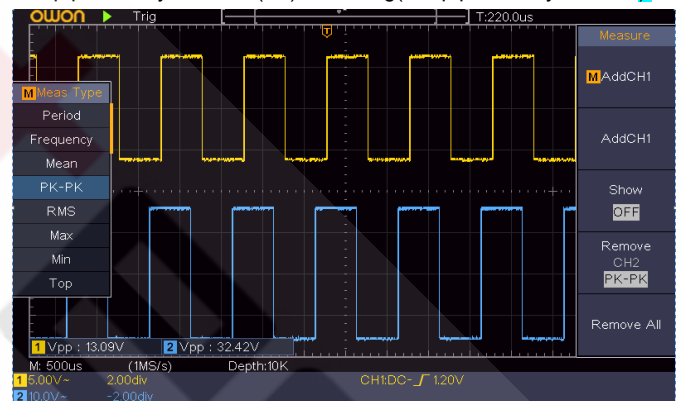 owon Trig T T:220.0us
Measure
M Meas Type
Period
Frequency
Mean
PK-PK
RMS
Max
Min
Top
M AddCH1
AddCH1
Show
OFF
Remove
CH2
PK-PK
Remove All
1 Vpp : 13.09V 2 Vpp : 32.42V
M: 500us (1MS/s) Depth:10K
1 5.00V~ 2.00div CH1:DC- 1.20V
2 10.0V~ -2.00div